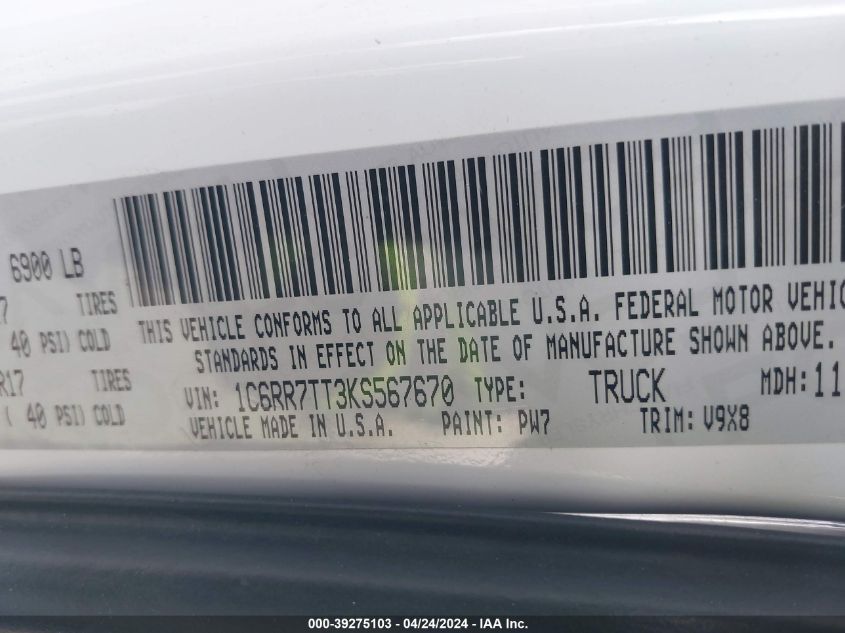 6900 LB
7 TIRES
40 PSI) COLD
R17 TIRES
( 40 PSI) COLD
THIS VEHICLE CONFORMS TO ALL APPLICABLE U.S.A. FEDERAL MOTOR VEHIC
STANDARDS IN EFFECT ON THE DATE OF MANUFACTURE SHOWN ABOVE.
VIN: 1C6RR7TT3KS567670 TYPE: TRUCK MDH: 11
VEHICLE MADE IN U.S.A. PAINT: PW7 TRIM: V9X8
000-39275103 - 04/24/2024 - IAA Inc.